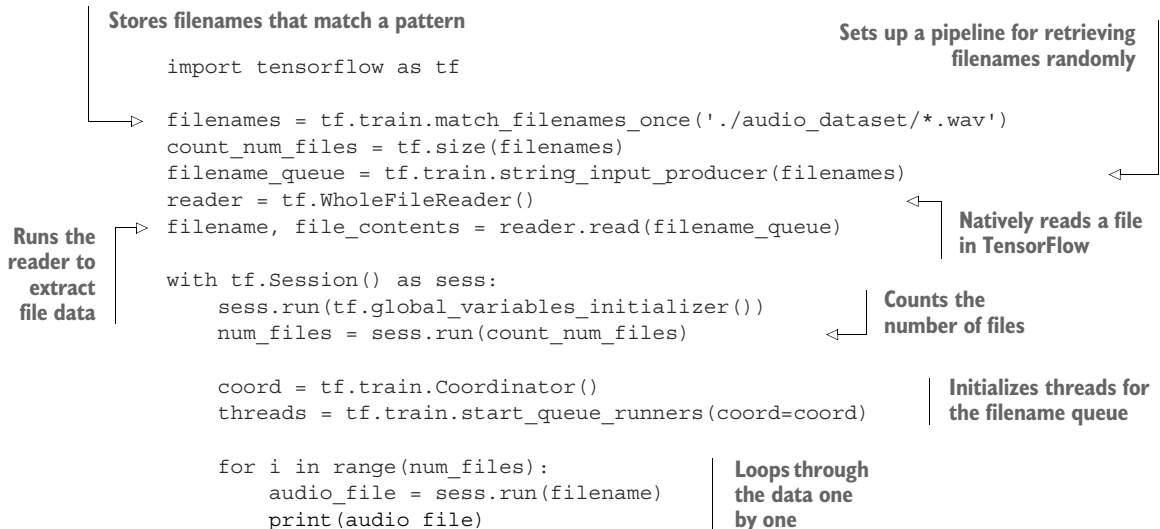 Stores filenames that match a pattern
Sets up a pipeline for retrieving
filenames randomly
import tensorflow as tf
filenames = tf.train.match_filenames_once('./audio_dataset/*.wav')
count_num_files = tf.size(filenames)
filename_queue = tf.train.string_input_producer(filenames)
reader = tf.WholeFileReader()
Natively reads a file
in TensorFlow
Runs the
reader to
extract
file data
filename, file_contents = reader.read(filename_queue)
with tf.Session() as sess:
    sess.run(tf.global_variables_initializer())
    num_files = sess.run(count_num_files)
Counts the
number of files
    coord = tf.train.Coordinator()
    threads = tf.train.start_queue_runners(coord=coord)
Initializes threads for
the filename queue
    for i in range(num_files):
        audio_file = sess.run(filename)
        print(audio_file)
Loops through
the data one
by one